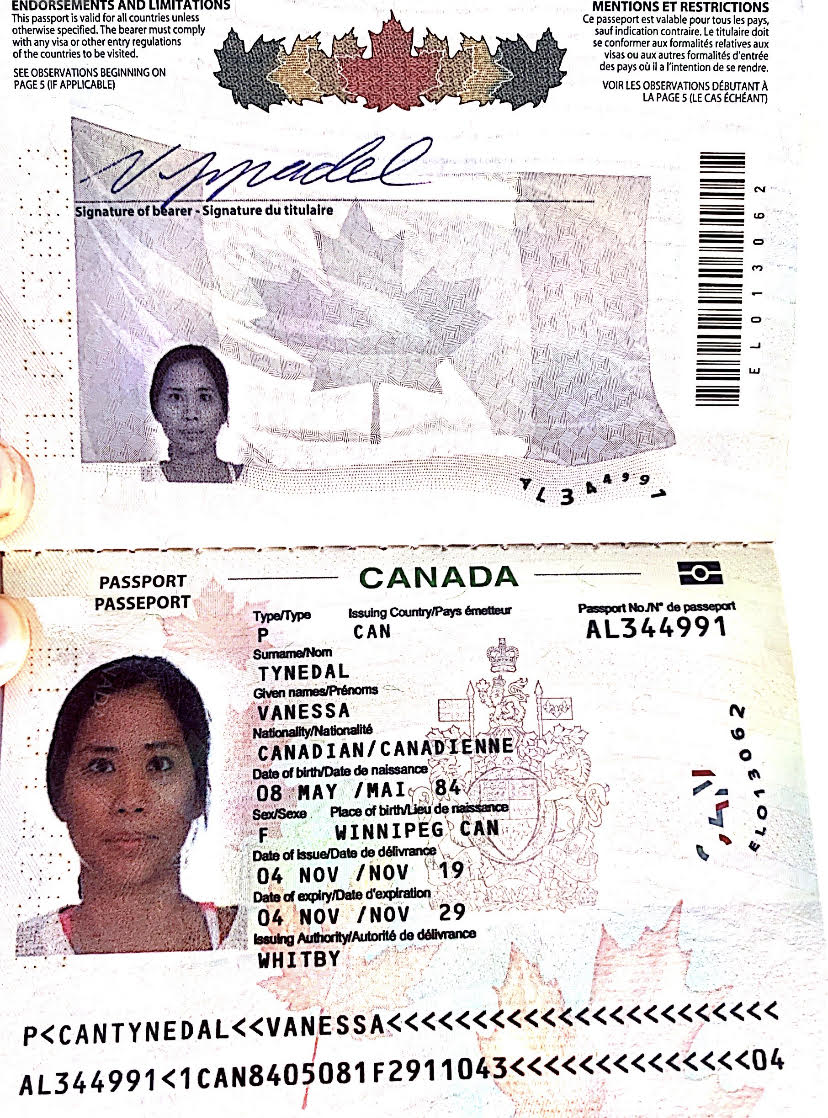 ENDORSEMENTS AND LIMITATIONS
This passport is valid for all countries unless
otherwise specified. The bearer must comply
with any visa or other entry regulations
of the countries to be visited.
SEE OBSERVATIONS BEGINNING ON
PAGE 5 (IF APPLICABLE)
MENTIONS ET RESTRICTIONS
Ce passeport est valable pour tous les pays,
sauf indication contraire. Le titulaire doit
se conformer aux formalités relatives aux
visas ou aux autres formalités d'entrée
des pays où il a l'intention de se rendre.
VOIR LES OBSERVATIONS DÉBUTANT À
LA PAGE 5 (LE CAS ÉCHÉANT)
Signature of bearer - Signature du titulaire
EL013062
AL344991
PASSPORT
PASSEPORT
CANADA
Type/Type Issuing Country/Pays émetteur Passport No./N° de passeport
P CAN AL344991
Surname/Nom
TYNEDAL
Given names/Prénoms
VANESSA
Nationality/Nationalité
CANADIAN/CANADIENNE
Date of birth/Date de naissance
08 MAY /MAI 84
Sex/Sexe Place of birth/Lieu de naissance
F WINNIPEG CAN
Date of issue/Date de délivrance
04 NOV /NOV 19
Date of expiry/Date d'expiration
04 NOV /NOV 29
Issuing Authority/Autorité de délivrance
WHITBY
EL013062
P<CANTYNEDAL<<VANESSA<<<<<<<<<<<<<<<<<<<<<<<
AL344991<1CAN8405081F2911043<<<<<<<<<<<<<<04